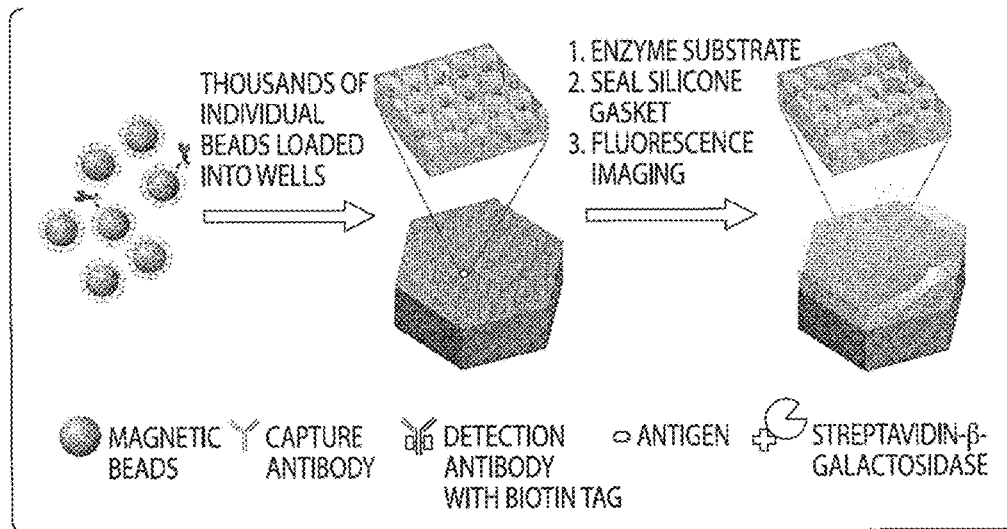 THOUSANDS OF
INDIVIDUAL
BEADS LOADED
INTO WELLS
1. ENZYME SUBSTRATE
2. SEAL SILICONE
GASKET
3. FLUORESCENCE
IMAGING
MAGNETIC
BEADS
CAPTURE
ANTIBODY
DETECTION
ANTIBODY
WITH BIOTIN TAG
ANTIGEN
STREPTAVIDIN-β-
GALACTOSIDASE